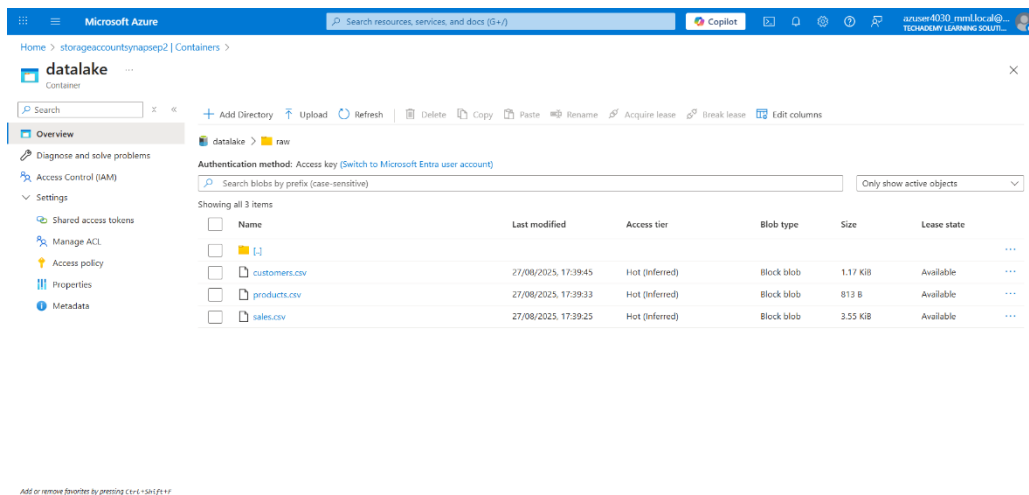 Microsoft Azure
Search resources, services, and docs (G+/)
Copilot
azuser4030_mml.local@...
TECHADEMY LEARNING SOLUTI...
Home > storageaccountsynapsep2 | Containers >
datalake ...
Container
Search
Overview
Diagnose and solve problems
Access Control (IAM)
Settings
Shared access tokens
Manage ACL
Access policy
Properties
Metadata
Add Directory Upload Refresh Delete Copy Paste Rename Acquire lease Break lease Edit columns
datalake > raw
Authentication method: Access key (Switch to Microsoft Entra user account)
Search blobs by prefix (case-sensitive) Only show active objects
Showing all 3 items
Name Last modified Access tier Blob type Size Lease state
[..]
customers.csv 27/08/2025, 17:39:45 Hot (Inferred) Block blob 1.17 KiB Available
products.csv 27/08/2025, 17:39:33 Hot (Inferred) Block blob 813 B Available
sales.csv 27/08/2025, 17:39:25 Hot (Inferred) Block blob 3.55 KiB Available
Add or remove favorites by pressing Ctrl+Shift+F